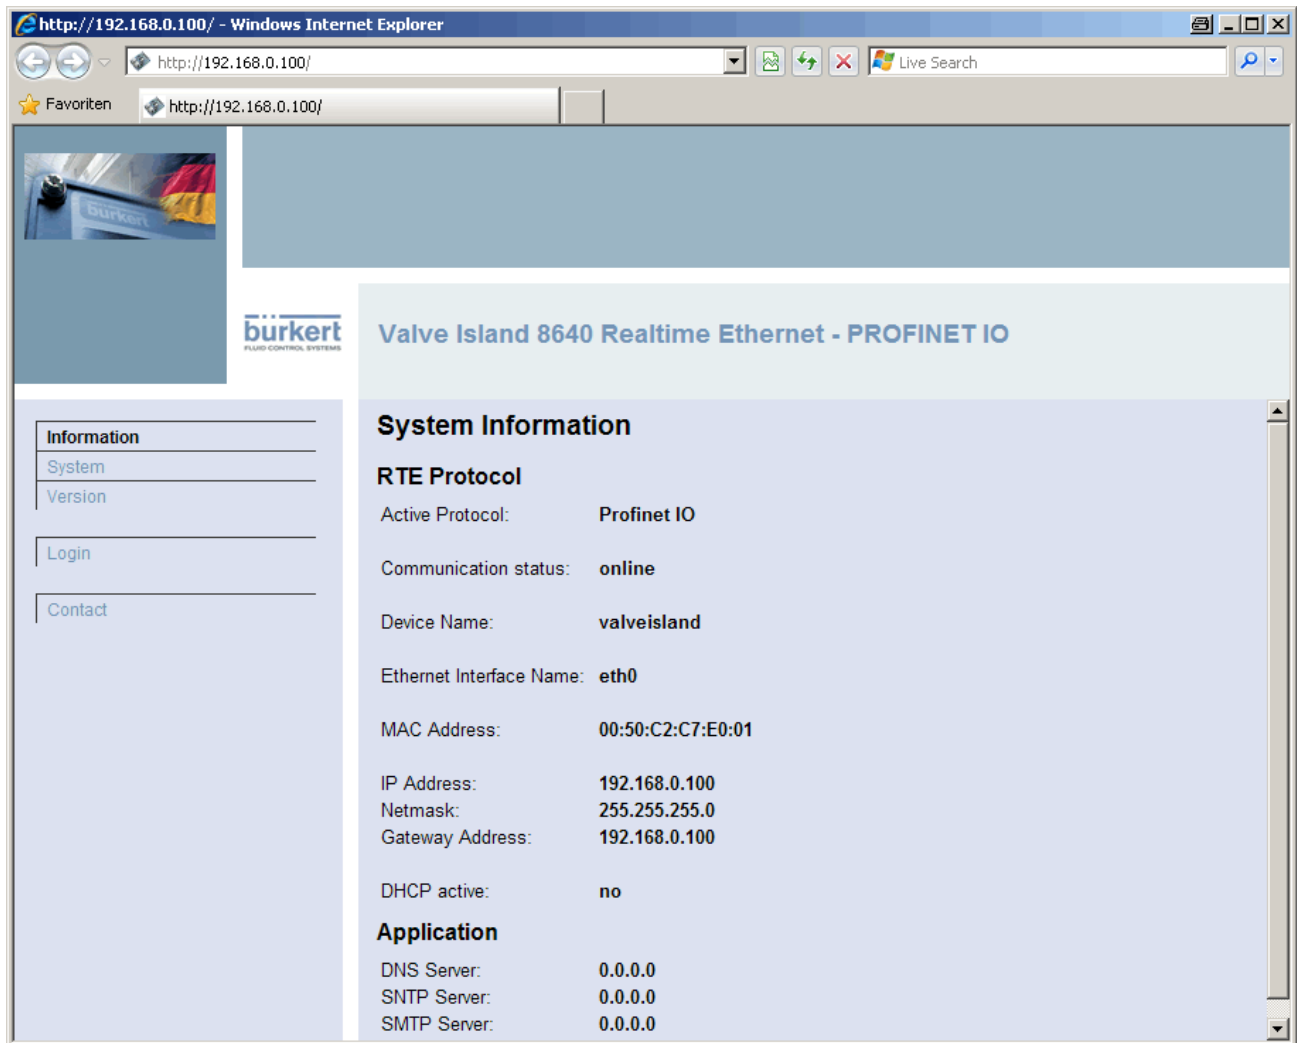 http://192.168.0.100/ - Windows Internet Explorer
http://192.168.0.100/
Live Search
Favoriten
http://192.168.0.100/
burkert
bürkert
FLUID CONTROL SYSTEMS
Valve Island 8640 Realtime Ethernet - PROFINET IO
Information
System
Version
Login
Contact
System Information
RTE Protocol
Active Protocol: Profinet IO
Communication status: online
Device Name: valveisland
Ethernet Interface Name: eth0
MAC Address: 00:50:C2:C7:E0:01
IP Address: 192.168.0.100
Netmask: 255.255.255.0
Gateway Address: 192.168.0.100
DHCP active: no
Application
DNS Server: 0.0.0.0
SNTP Server: 0.0.0.0
SMTP Server: 0.0.0.0